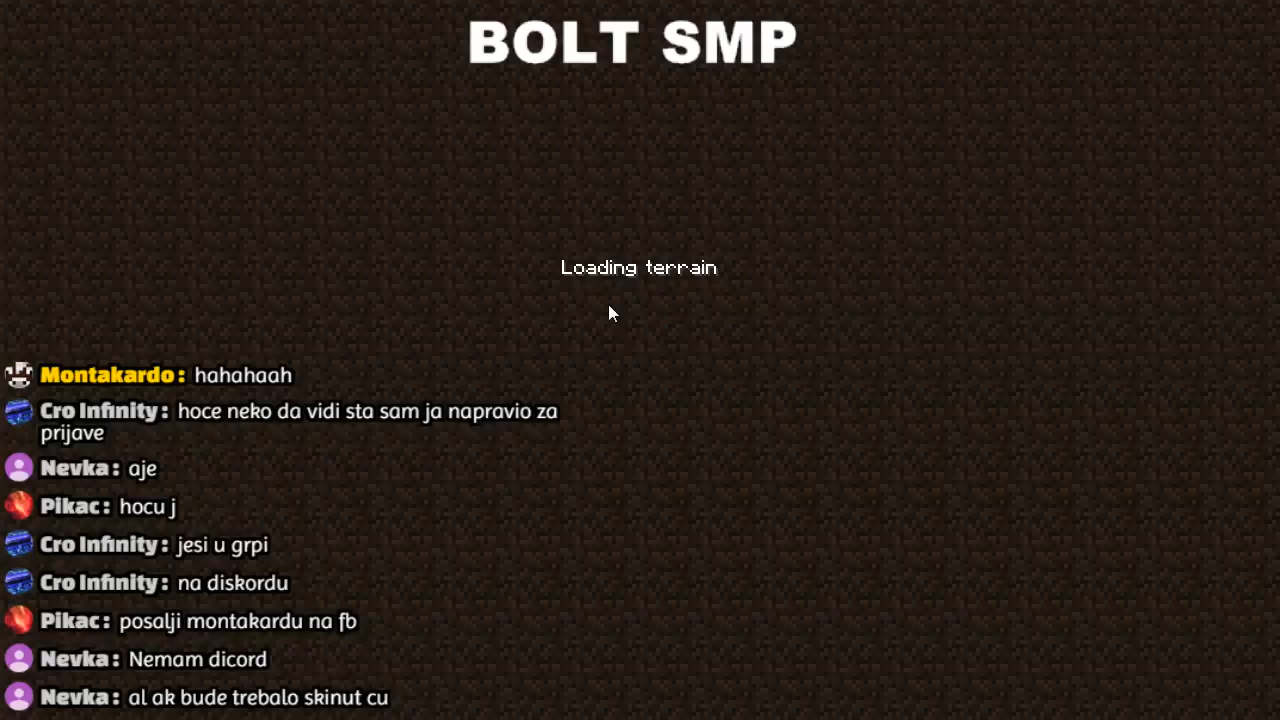 BOLT SMP
Loading terrain
Montakardo: hahahaah
Cro Infinity: hoce neko da vidi sta sam ja napravio za
prijave
Nevka: aje
Pikac: hocu j
Cro Infinity: jesi u grpi
Cro Infinity: na diskordu
Pikac: posalji montakardu na fb
Nevka: Nemam dicord
Nevka: al ak bude trebalo skinut cu